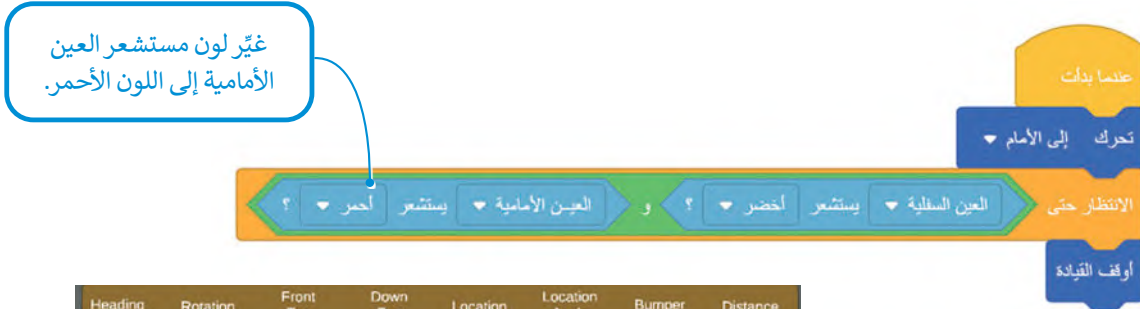 غيِّر لون مستشعر العين
الأمامية إلى اللون الأحمر.
عندما بدأت
تحرك إلى الأمام
الانتظار حتى العين السفلية يستشعر أخضر ؟ و العين الأمامية يستشعر أحمر ؟
أوقف القيادة
Heading Rotation Front Down Location Location Bumper Distance